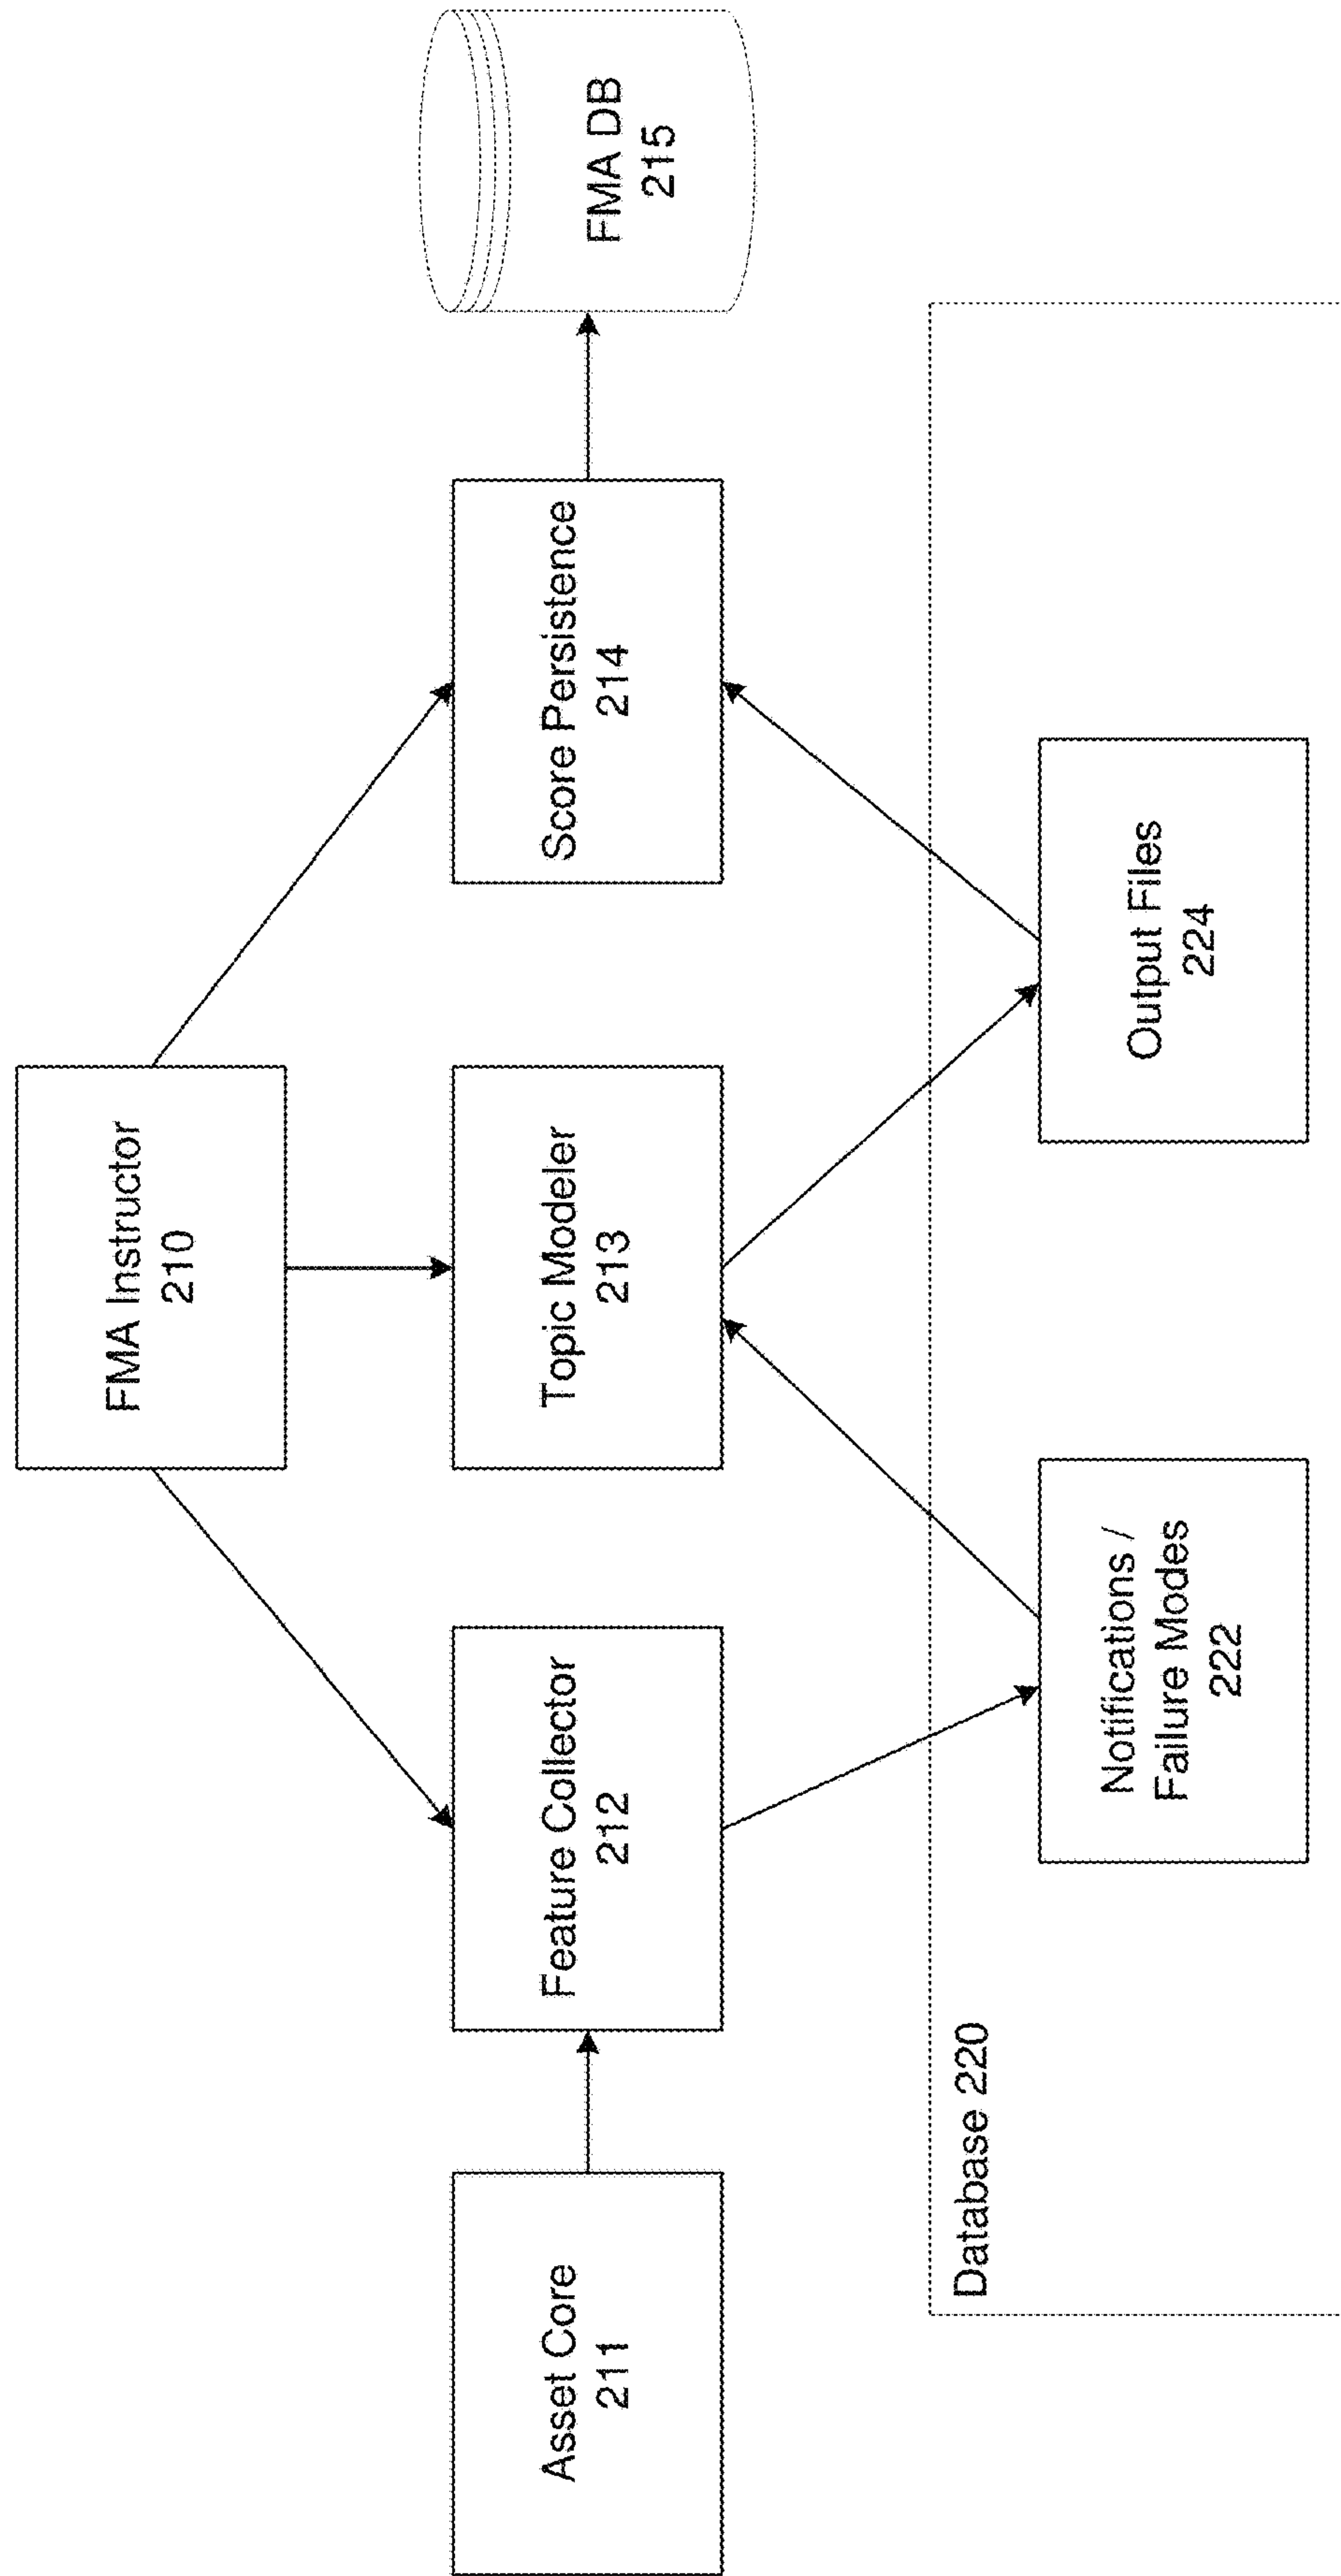 FMA Instructor
210
Asset Core
211
Feature Collector
212
Topic Modeler
213
Score Persistence
214
FMA DB
215
Database 220
Notifications /
Failure Modes
222
Output Files
224